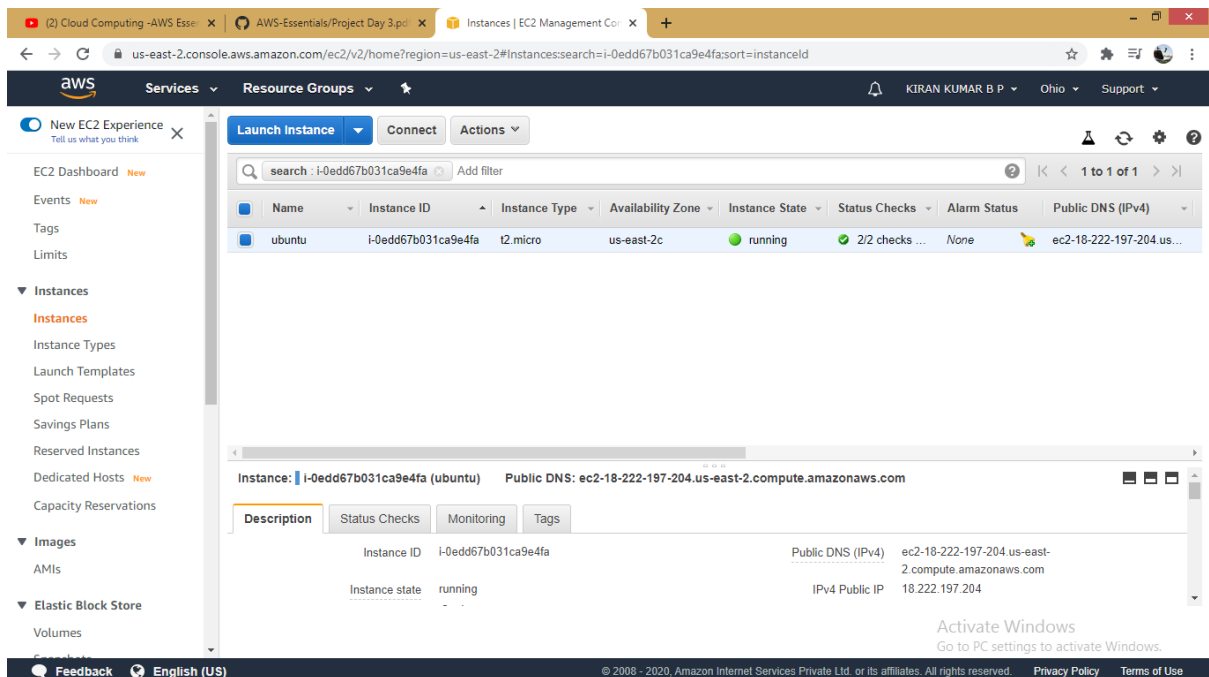 (2) Cloud Computing -AWS Esser
AWS-Essentials/Project Day 3.pdf
Instances | EC2 Management Cor
us-east-2.console.aws.amazon.com/ec2/v2/home?region=us-east-2#Instances:search=i-0edd67b031ca9e4fa;sort=instanceId
aws Services Resource Groups KIRAN KUMAR B P Ohio Support
New EC2 Experience
Tell us what you think
EC2 Dashboard New
Events New
Tags
Limits
Instances
Instances
Instance Types
Launch Templates
Spot Requests
Savings Plans
Reserved Instances
Dedicated Hosts New
Capacity Reservations
Images
AMIs
Elastic Block Store
Volumes
Launch Instance Connect Actions
search : i-0edd67b031ca9e4fa Add filter 1 to 1 of 1
Name Instance ID Instance Type Availability Zone Instance State Status Checks Alarm Status Public DNS (IPv4)
ubuntu i-0edd67b031ca9e4fa t2.micro us-east-2c running 2/2 checks ... None ec2-18-222-197-204.us...
Instance: i-0edd67b031ca9e4fa (ubuntu) Public DNS: ec2-18-222-197-204.us-east-2.compute.amazonaws.com
Description Status Checks Monitoring Tags
Instance ID i-0edd67b031ca9e4fa
Instance state running
Public DNS (IPv4) ec2-18-222-197-204.us-east-
2.compute.amazonaws.com
IPv4 Public IP 18.222.197.204
Activate Windows
Go to PC settings to activate Windows.
Feedback English (US) © 2008 - 2020, Amazon Internet Services Private Ltd. or its affiliates. All rights reserved. Privacy Policy Terms of Use